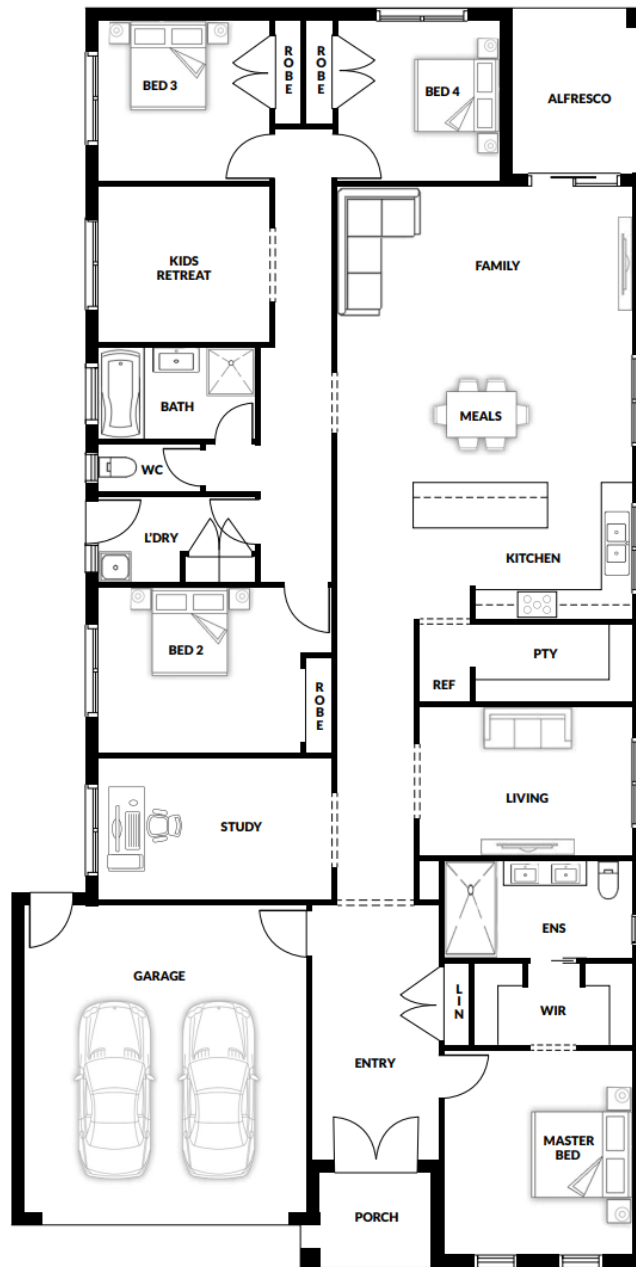 ROBE
ROBE
BED 3
BED 4
ALFRESCO
KIDS
RETREAT
FAMILY
BATH
MEALS
WC
L'DRY
KITCHEN
BED 2
PTY
REF
ROBE
LIVING
STUDY
ENS
GARAGE
LIN
WIR
ENTRY
MASTER
BED
PORCH